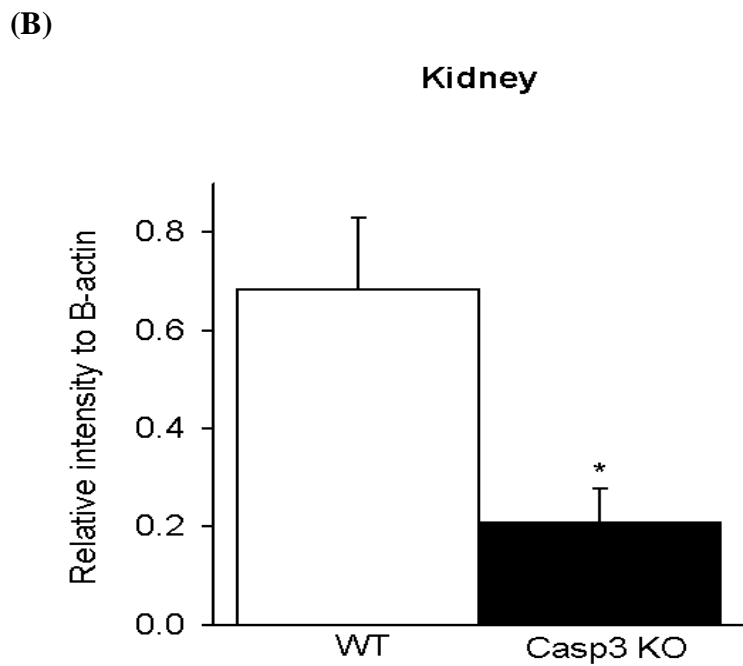 (B)
Kidney
Relative intensity to B-actin
0.8
0.6
0.4
0.2
0.0
*
WT
Casp3 KO